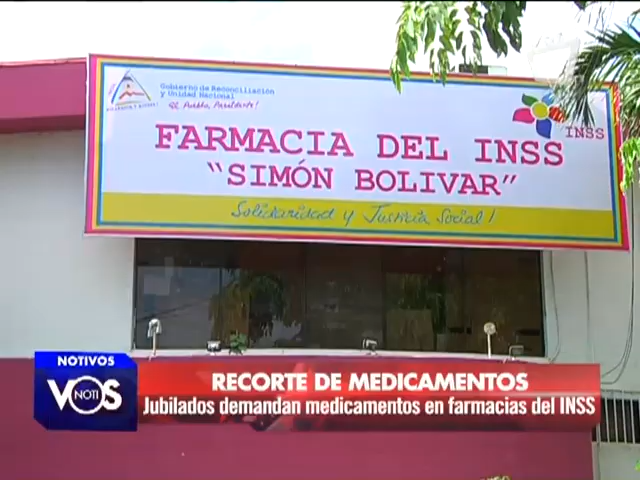 Gobierno de Reconciliación
y Unidad Nacional
El Pueblo, Presidente!
INSS
FARMACIA DEL INSS
"SIMÓN BOLIVAR"
Solidaridad y Justicia Social!
NOTIVOS
VOS
NOTI
RECORTE DE MEDICAMENTOS
Jubilados demandan medicamentos en farmacias del INSS